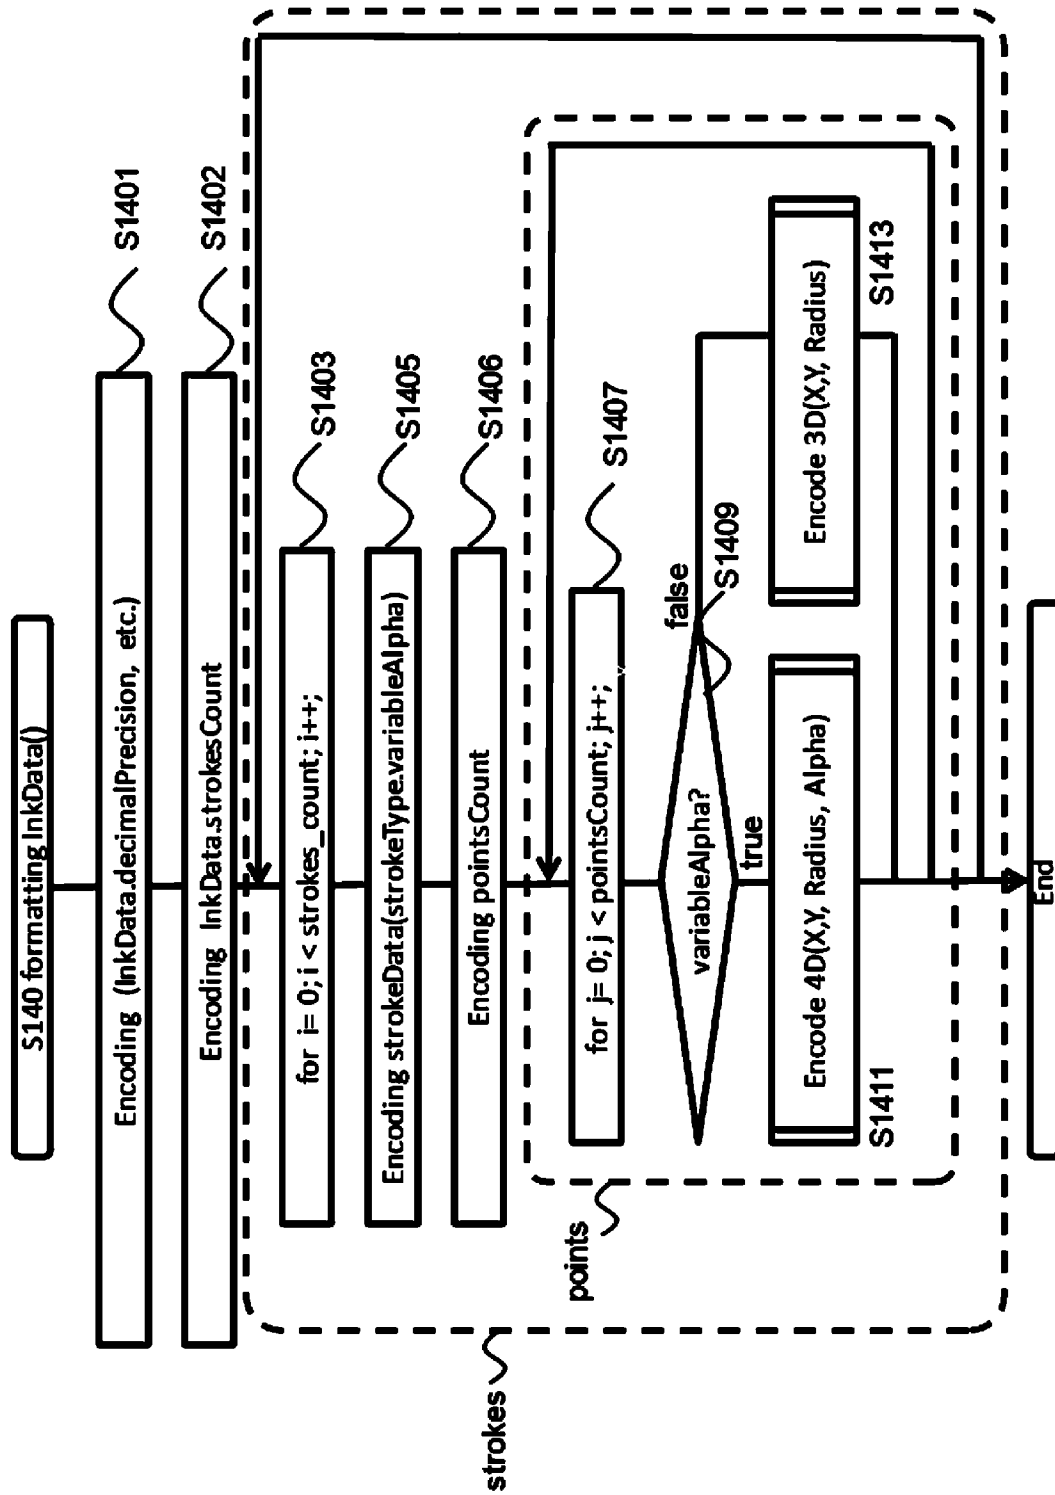 S140 formatting InkData()
Encoding (InkData.decimalPrecision, etc.)
S1401
Encoding InkData.strokesCount
S1402
strokes
for i= 0; i < strokes_count; i++;
S1403
Encoding strokeData(strokeType.variableAlpha)
S1405
Encoding pointsCount
S1406
points
for j= 0; j < pointsCount; j++;
S1407
variableAlpha?
S1409
false
true
Encode 4D(X,Y, Radius, Alpha)
S1411
Encode 3D(X,Y, Radius)
S1413
End